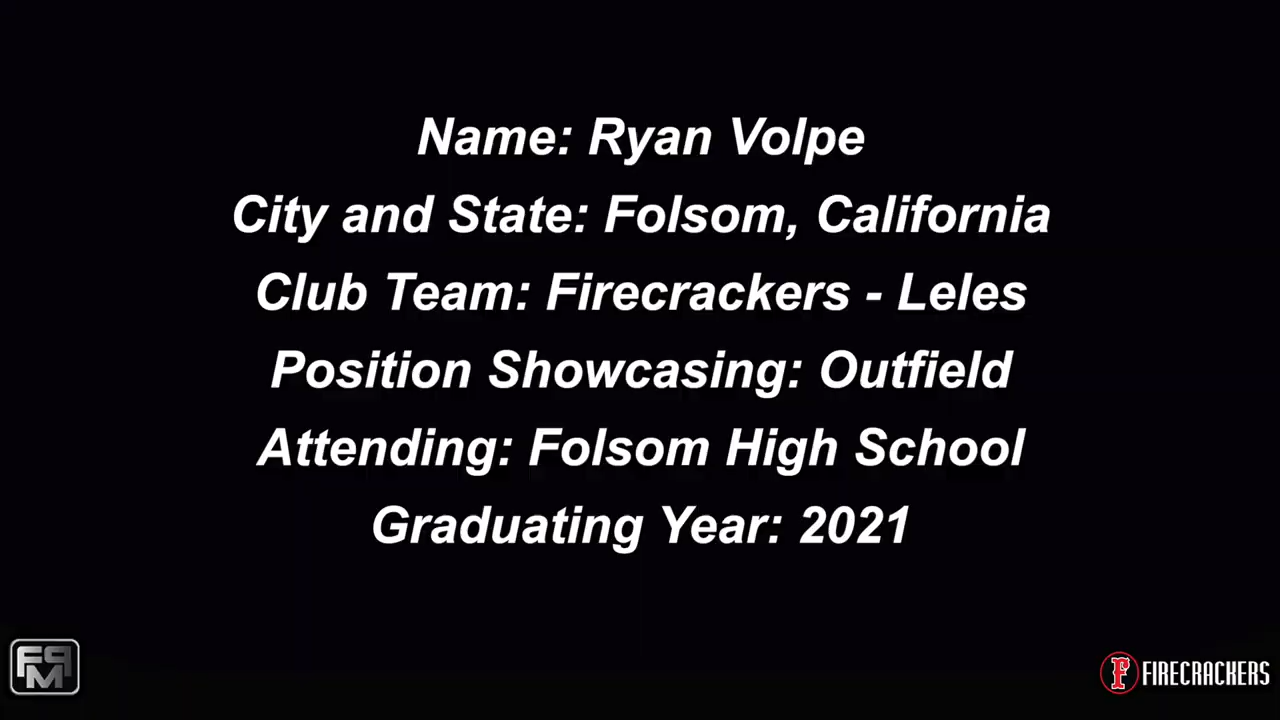 Name: Ryan Volpe
City and State: Folsom, California
Club Team: Firecrackers - Leles
Position Showcasing: Outfield
Attending: Folsom High School
Graduating Year: 2021
FPM
F FIRECRACKERS